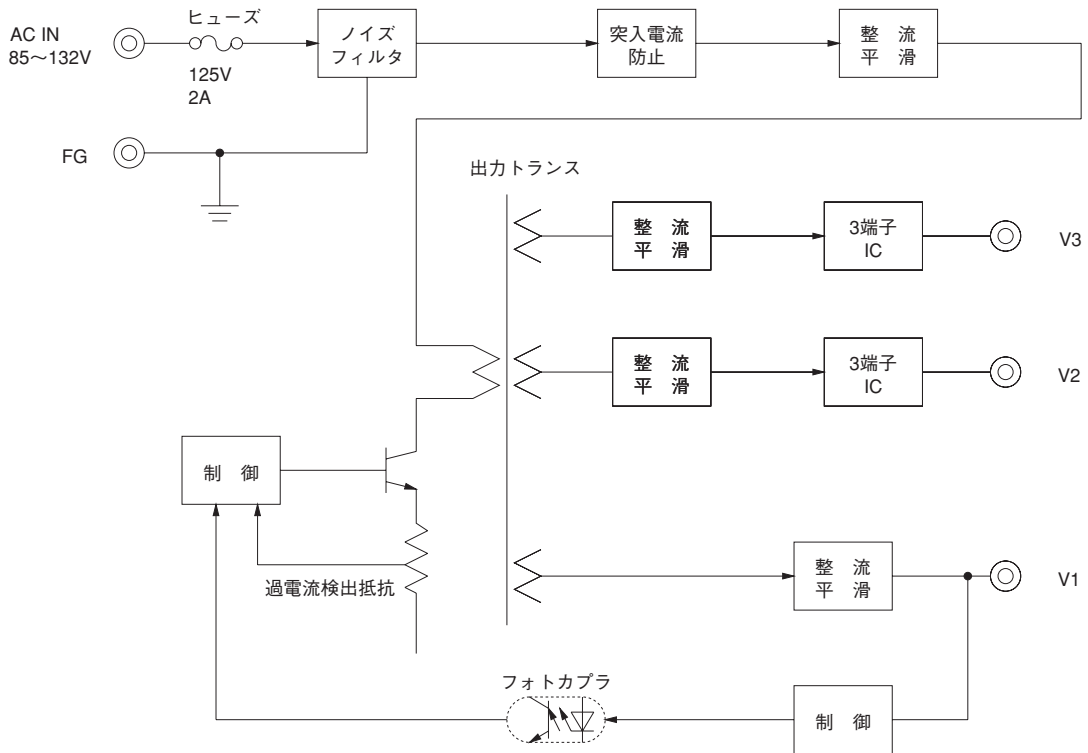 ヒューズ
AC IN
85~132V
125V
2A
ノイズ
フィルタ
突入電流
防止
整 流
平 滑
FG
出力トランス
整 流
平 滑
3端子
IC
V3
整 流
平 滑
3端子
IC
V2
制 御
過電流検出抵抗
整 流
平 滑
V1
フォトカプラ
制 御